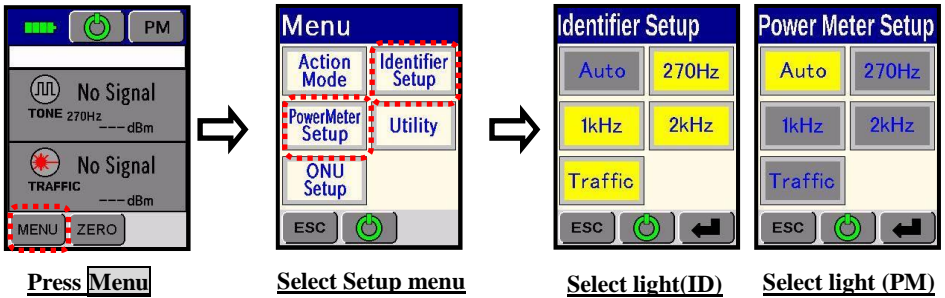 PM
No Signal
TONE 270Hz
---dBm
No Signal
TRAFFIC
---dBm
MENU ZERO
Press Menu
Menu
Action Mode
Identifier Setup
PowerMeter Setup
Utility
ONU Setup
ESC
Select Setup menu
Identifier Setup
Auto 270Hz
1kHz 2kHz
Traffic
ESC
Select light(ID)
Power Meter Setup
Auto 270Hz
1kHz 2kHz
Traffic
ESC
Select light (PM)